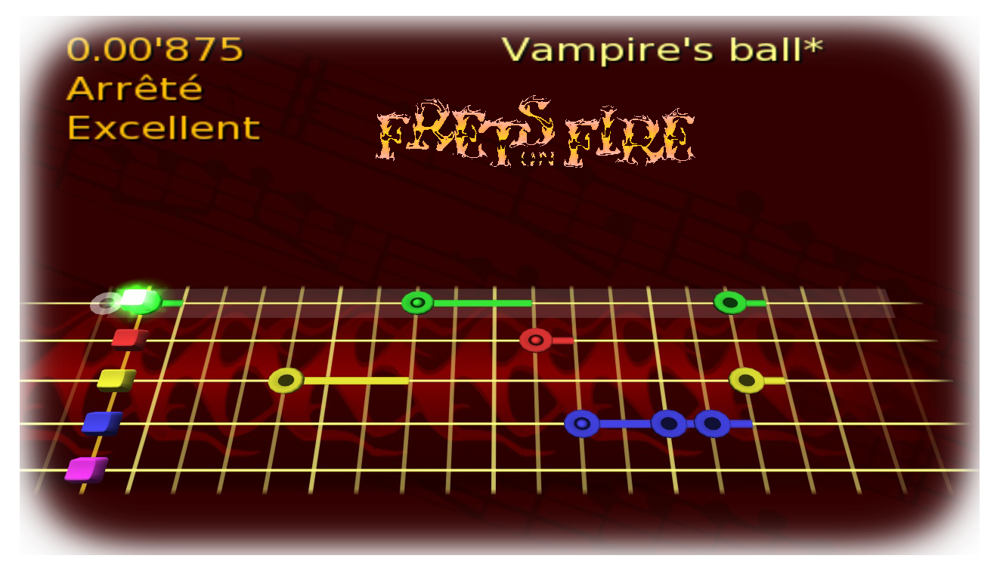 0.00'875
Arrêté
Excellent
Vampire's ball*
FRETS ON FIRE